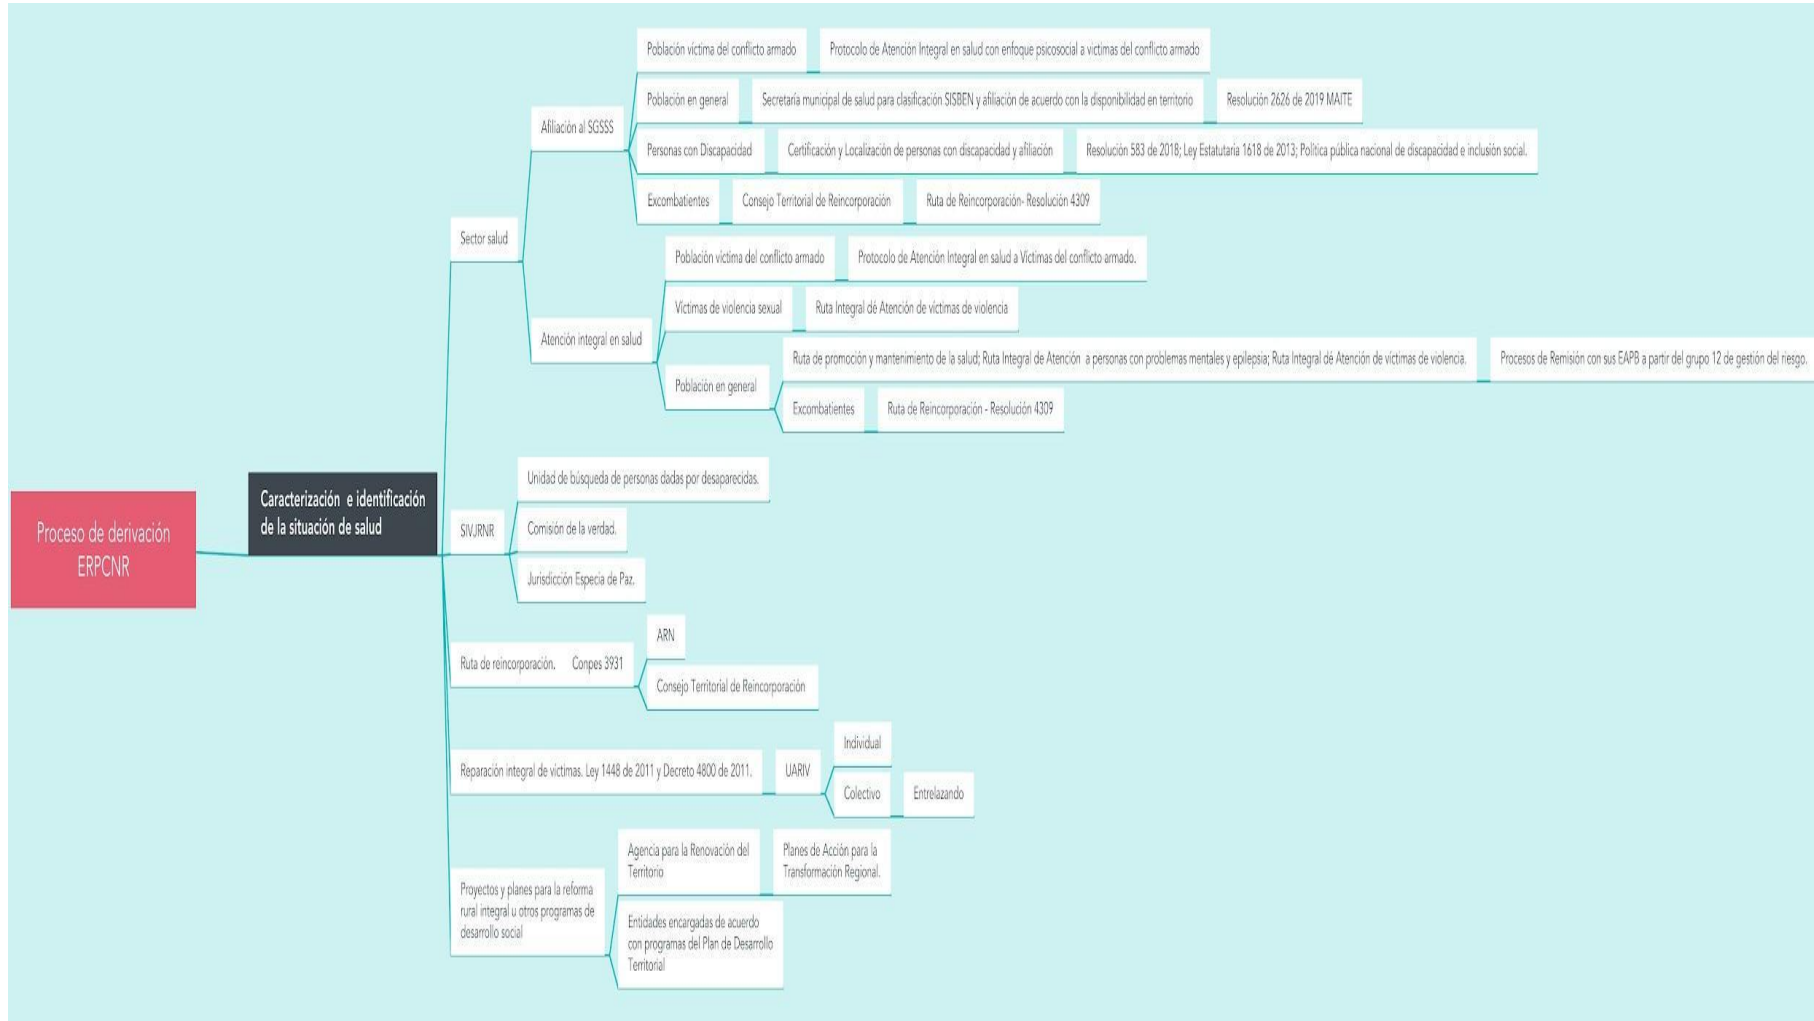 Población víctima del conflicto armado
Protocolo de Atención Integral en salud con enfoque psicosocial a victimas del conflicto armado
Población en general
Secretaría municipal de salud para clasificación SISBEN y afiliación de acuerdo con la disponibilidad en territorio
Resolución 2626 de 2019 MAITE
Afiliación al SGSSS
Personas con Discapacidad
Certificación y Localización de personas con discapacidad y afiliación
Resolución 583 de 2018; Ley Estatutaria 1618 de 2013; Política pública nacional de discapacidad e inclusión social.
Excombatientes
Consejo Territorial de Reincorporación
Ruta de Reincorporación- Resolución 4309
Sector salud
Población víctima del conflicto armado
Protocolo de Atención Integral en salud a Víctimas del conflicto armado.
Víctimas de violencia sexual
Ruta Integral dé Atención de víctimas de violencia
Atención integral en salud
Ruta de promoción y mantenimiento de la salud; Ruta Integral de Atención a personas con problemas mentales y epilepsia; Ruta Integral dé Atención de víctimas de violencia.
Procesos de Remisión con sus EAPB a partir del grupo 12 de gestión del riesgo.
Población en general
Excombatientes
Ruta de Reincorporación - Resolución 4309
Proceso de derivación
ERPCNR
Caracterización e identificación
de la situación de salud
Unidad de búsqueda de personas dadas por desaparecidas.
SIVJRNR
Comisión de la verdad.
Jurisdicción Especia de Paz.
Ruta de reincorporación. Conpes 3931
ARN
Consejo Territorial de Reincorporación
Reparación integral de victimas. Ley 1448 de 2011 y Decreto 4800 de 2011.
UARIV
Individual
Colectivo
Entrelazando
Proyectos y planes para la reforma
rural integral u otros programas de
desarrollo social
Agencia para la Renovación del
Territorio
Planes de Acción para la
Transformación Regional.
Entidades encargadas de acuerdo
con programas del Plan de Desarrollo
Territorial